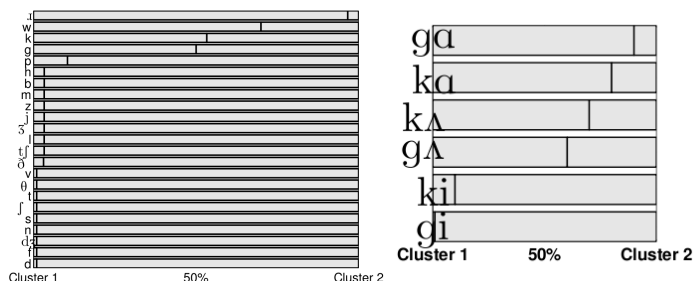 ɹ
w
k
g
p
h
b
m
z
j
ʒ
l
tʃ
ð
v
θ
t
ʃ
s
n
dʒ
f
d
Cluster 1 50% Cluster 2
gɑ
kɑ
kʌ
gʌ
ki
gi
Cluster 1 50% Cluster 2